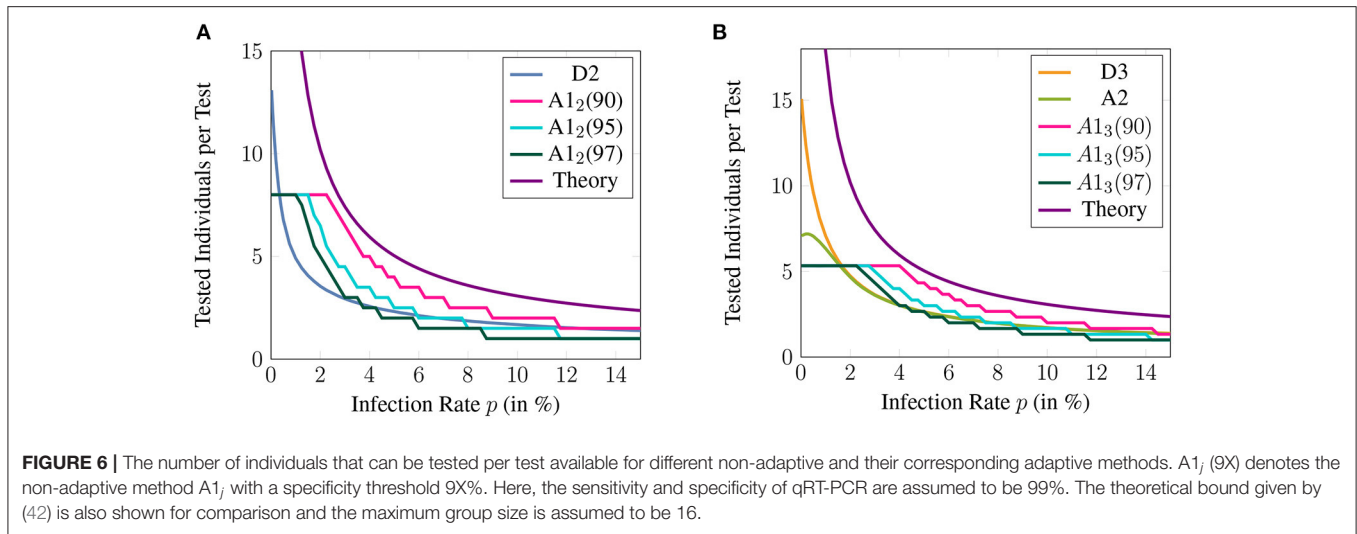 A
15
10
5
0
Tested Individuals per Test
D2
A1₂(90)
A1₂(95)
A1₂(97)
Theory
0 2 4 6 8 10 12 14
Infection Rate p (in %)
B
15
10
5
0
Tested Individuals per Test
D3
A2
A1₃(90)
A1₃(95)
A1₃(97)
Theory
0 2 4 6 8 10 12 14
Infection Rate p (in %)
FIGURE 6 | The number of individuals that can be tested per test available for different non-adaptive and their corresponding adaptive methods. A1ⱼ (9X) denotes the
non-adaptive method A1ⱼ with a specificity threshold 9X%. Here, the sensitivity and specificity of qRT-PCR are assumed to be 99%. The theoretical bound given by
(42) is also shown for comparison and the maximum group size is assumed to be 16.